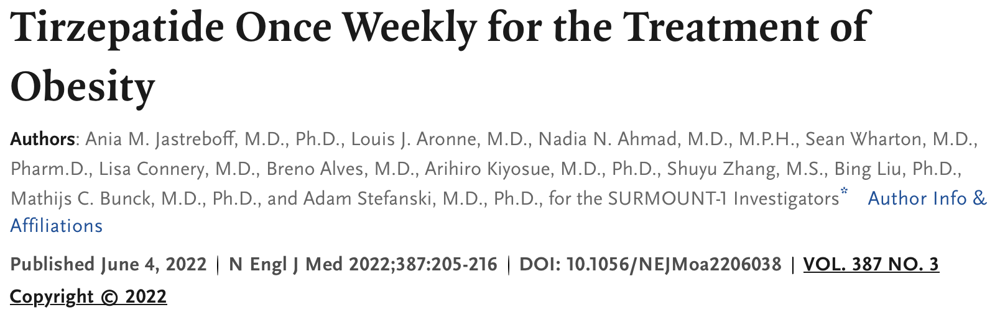 Tirzepatide Once Weekly for the Treatment of
Obesity
Authors: Ania M. Jastreboff, M.D., Ph.D., Louis J. Aronne, M.D., Nadia N. Ahmad, M.D., M.P.H., Sean Wharton, M.D.,
Pharm.D., Lisa Connery, M.D., Breno Alves, M.D., Arihiro Kiyosue, M.D., Ph.D., Shuyu Zhang, M.S., Bing Liu, Ph.D.,
Mathijs C. Bunck, M.D., Ph.D., and Adam Stefanski, M.D., Ph.D., for the SURMOUNT-1 Investigators* Author Info &
Affiliations
Published June 4, 2022 | N Engl J Med 2022;387:205-216 | DOI: 10.1056/NEJMoa2206038 | VOL. 387 NO. 3
Copyright © 2022